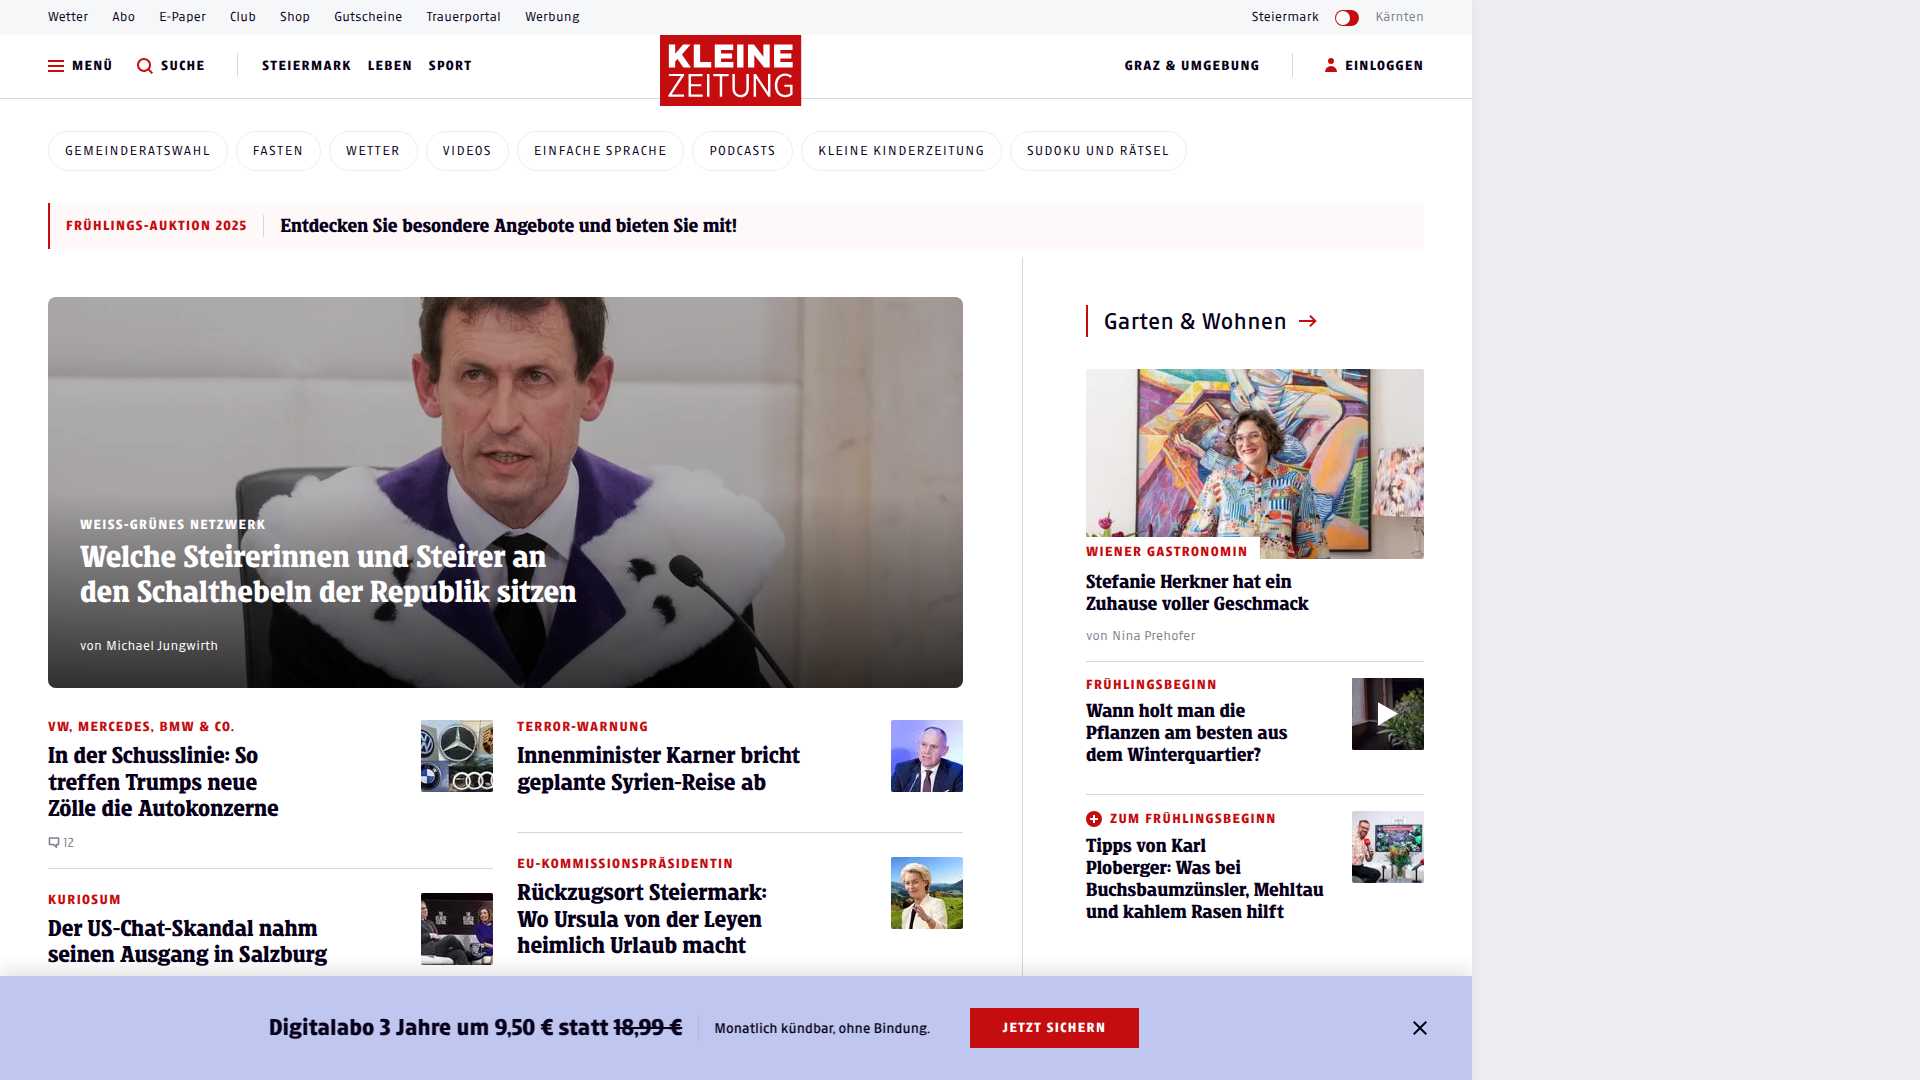 Wetter Abo E-Paper Club Shop Gutscheine Trauerportal Werbung Steiermark Kärnten
MENÜ SUCHE STEIERMARK LEBEN SPORT
KLEINE
ZEITUNG
GRAZ & UMGEBUNG EINLOGGEN
GEMEINDERATSWAHL FASTEN WETTER VIDEOS EINFACHE SPRACHE PODCASTS KLEINE KINDERZEITUNG SUDOKU UND RÄTSEL
FRÜHLINGS-AUKTION 2025 Entdecken Sie besondere Angebote und bieten Sie mit!
WEISS-GRÜNES NETZWERK
Welche Steirerinnen und Steirer an
den Schalthebeln der Republik sitzen
von Michael Jungwirth
VW, MERCEDES, BMW & CO.
In der Schusslinie: So
treffen Trumps neue
Zölle die Autokonzerne
12
KURIOSUM
Der US-Chat-Skandal nahm
seinen Ausgang in Salzburg
TERROR-WARNUNG
Innenminister Karner bricht
geplante Syrien-Reise ab
EU-KOMMISSIONSPRÄSIDENTIN
Rückzugsort Steiermark:
Wo Ursula von der Leyen
heimlich Urlaub macht
Garten & Wohnen
WIENER GASTRONOMIN
Stefanie Herkner hat ein
Zuhause voller Geschmack
von Nina Prehofer
FRÜHLINGSBEGINN
Wann holt man die
Pflanzen am besten aus
dem Winterquartier?
ZUM FRÜHLINGSBEGINN
Tipps von Karl
Ploberger: Was bei
Buchsbaumzünsler, Mehltau
und kahlem Rasen hilft
Digitalabo 3 Jahre um 9,50 € statt 18,99 € Monatlich kündbar, ohne Bindung. JETZT SICHERN